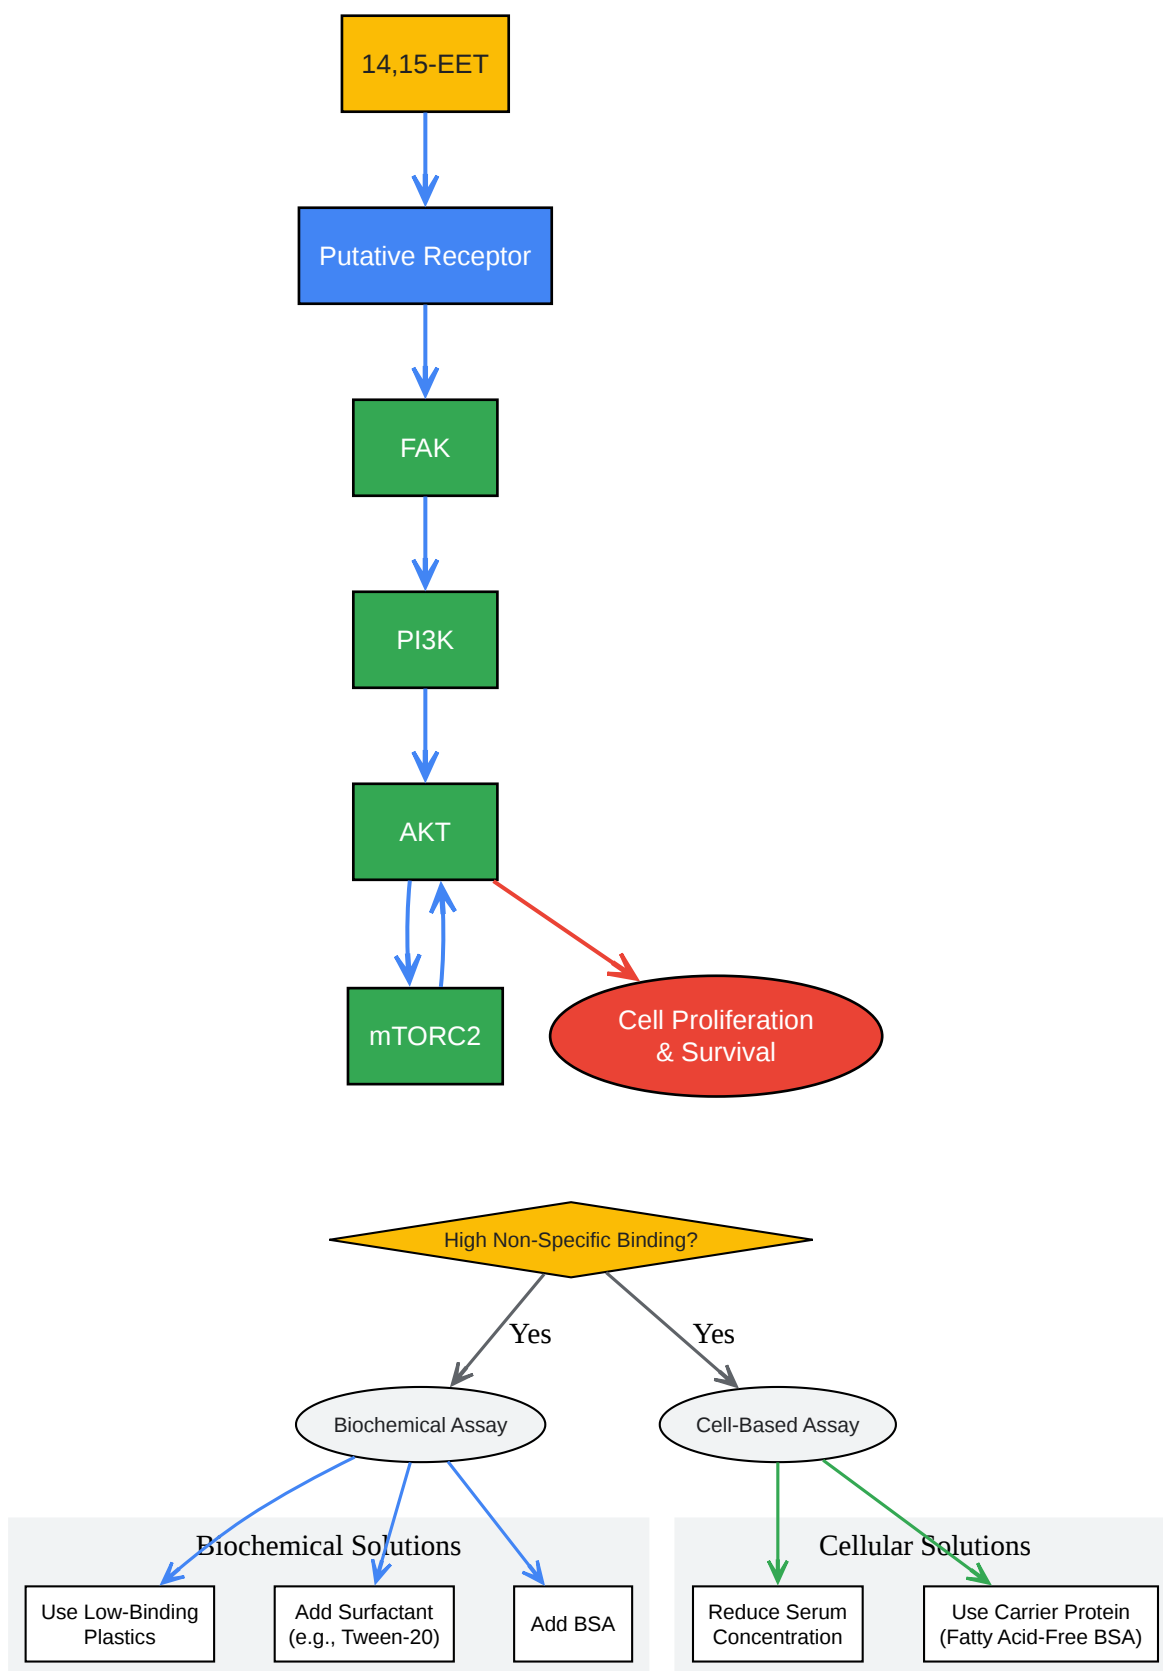 14,15-EET
Putative Receptor
FAK
PI3K
AKT
mTORC2
Cell Proliferation
& Survival
High Non-Specific Binding?
Yes
Yes
Biochemical Assay
Cell-Based Assay
Biochemical Solutions
Cellular Solutions
Use Low-Binding
Plastics
Add Surfactant
(e.g., Tween-20)
Add BSA
Reduce Serum
Concentration
Use Carrier Protein
(Fatty Acid-Free BSA)